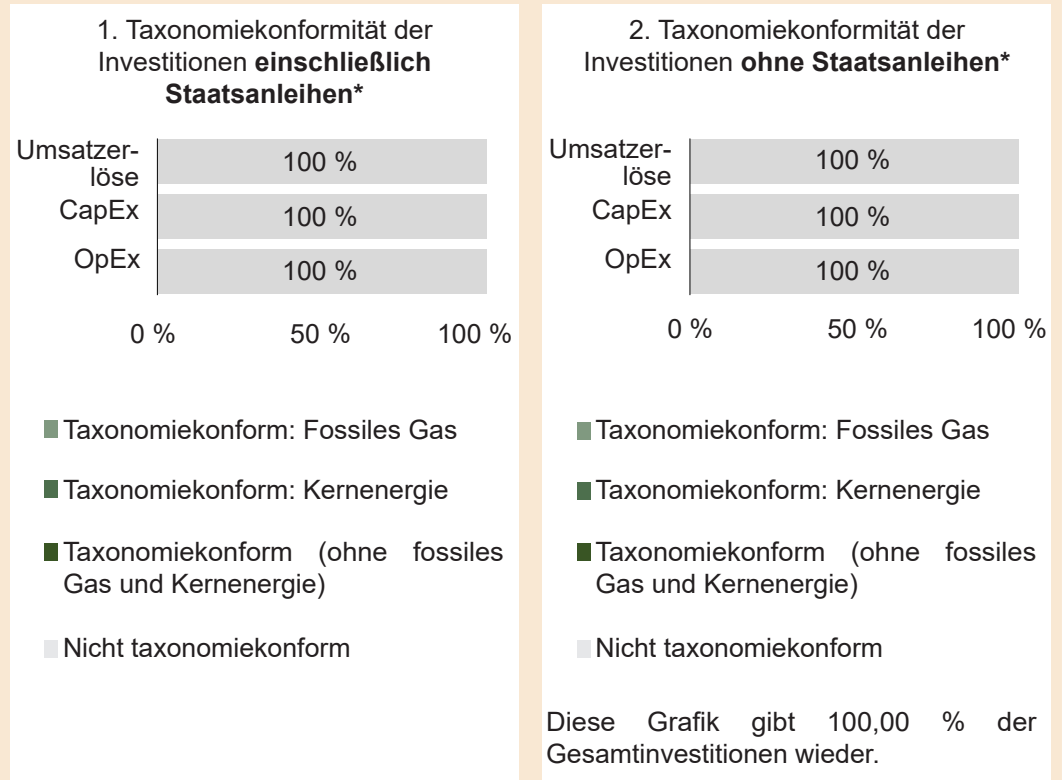 1. Taxonomiekonformität der
Investitionen einschließlich
Staatsanleihen*
Umsatzer-
löse
100 %
CapEx
100 %
OpEx
100 %
0 % 50 % 100 %
Taxonomiekonform: Fossiles Gas
Taxonomiekonform: Kernenergie
Taxonomiekonform (ohne fossiles
Gas und Kernenergie)
Nicht taxonomiekonform
2. Taxonomiekonformität der
Investitionen ohne Staatsanleihen*
Umsatzer-
löse
100 %
CapEx
100 %
OpEx
100 %
0 % 50 % 100 %
Taxonomiekonform: Fossiles Gas
Taxonomiekonform: Kernenergie
Taxonomiekonform (ohne fossiles
Gas und Kernenergie)
Nicht taxonomiekonform
Diese Grafik gibt 100,00 % der
Gesamtinvestitionen wieder.